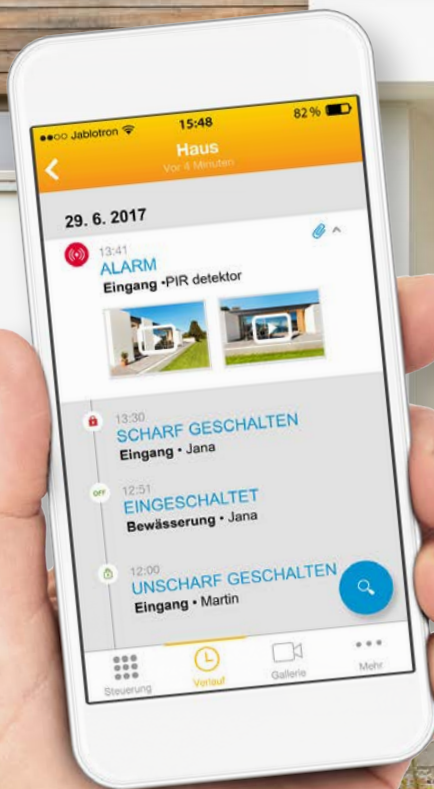 Jablotron 15:48 82 %
Haus
Vor 4 Minuten
29. 6. 2017
13:41
ALARM
Eingang •PIR detektor
13:30
SCHARF GESCHALTEN
Eingang • Jana
OFF 12:51
EINGESCHALTET
Bewässerung • Jana
12:00
UNSCHARF GESCHALTEN
Eingang • Martin
Steuerung Verlauf Gallerie Mehr